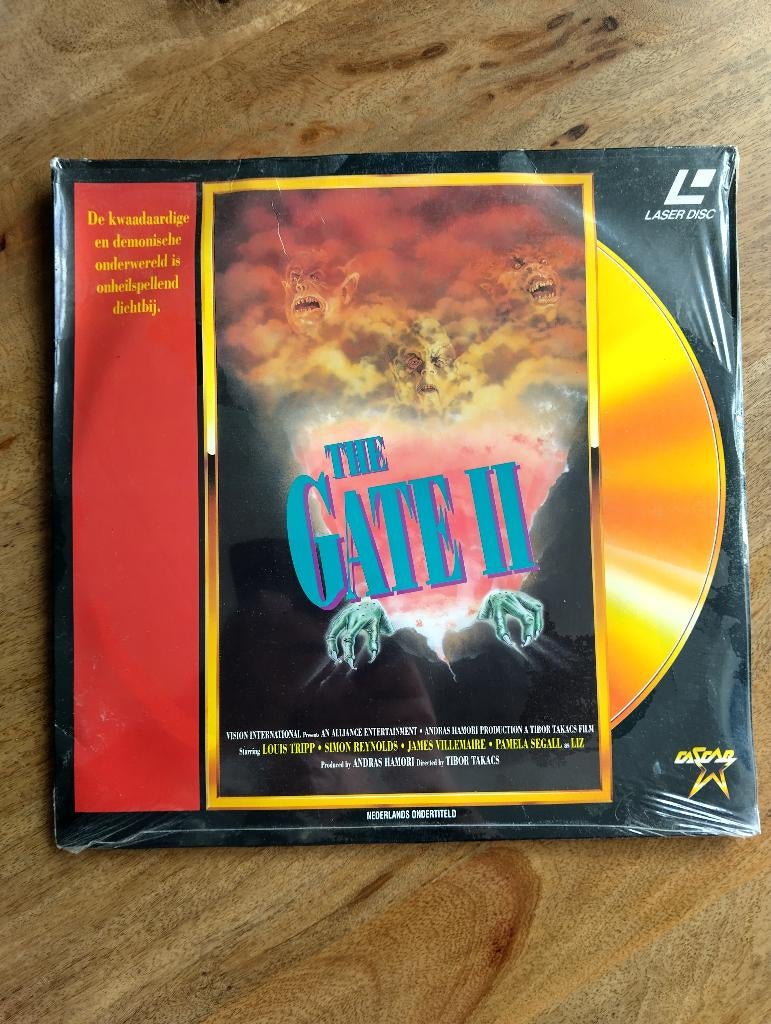 De kwaadaardige
en demonische
onderwereld is
onheilspellend
dichtbij.
LASER DISC
THE
GATE II
VISION INTERNATIONAL Presents AN ALLIANCE ENTERTAINMENT • ANDRAS HAMORI PRODUCTION A TIBOR TAKACS FILM
Starring LOUIS TRIPP • SIMON REYNOLDS • JAMES VILLEMAIRE • PAMELA SEGALL as LIZ
Produced by ANDRAS HAMORI Directed by TIBOR TAKACS
CASCADE
NEDERLANDS ONDERTITELD